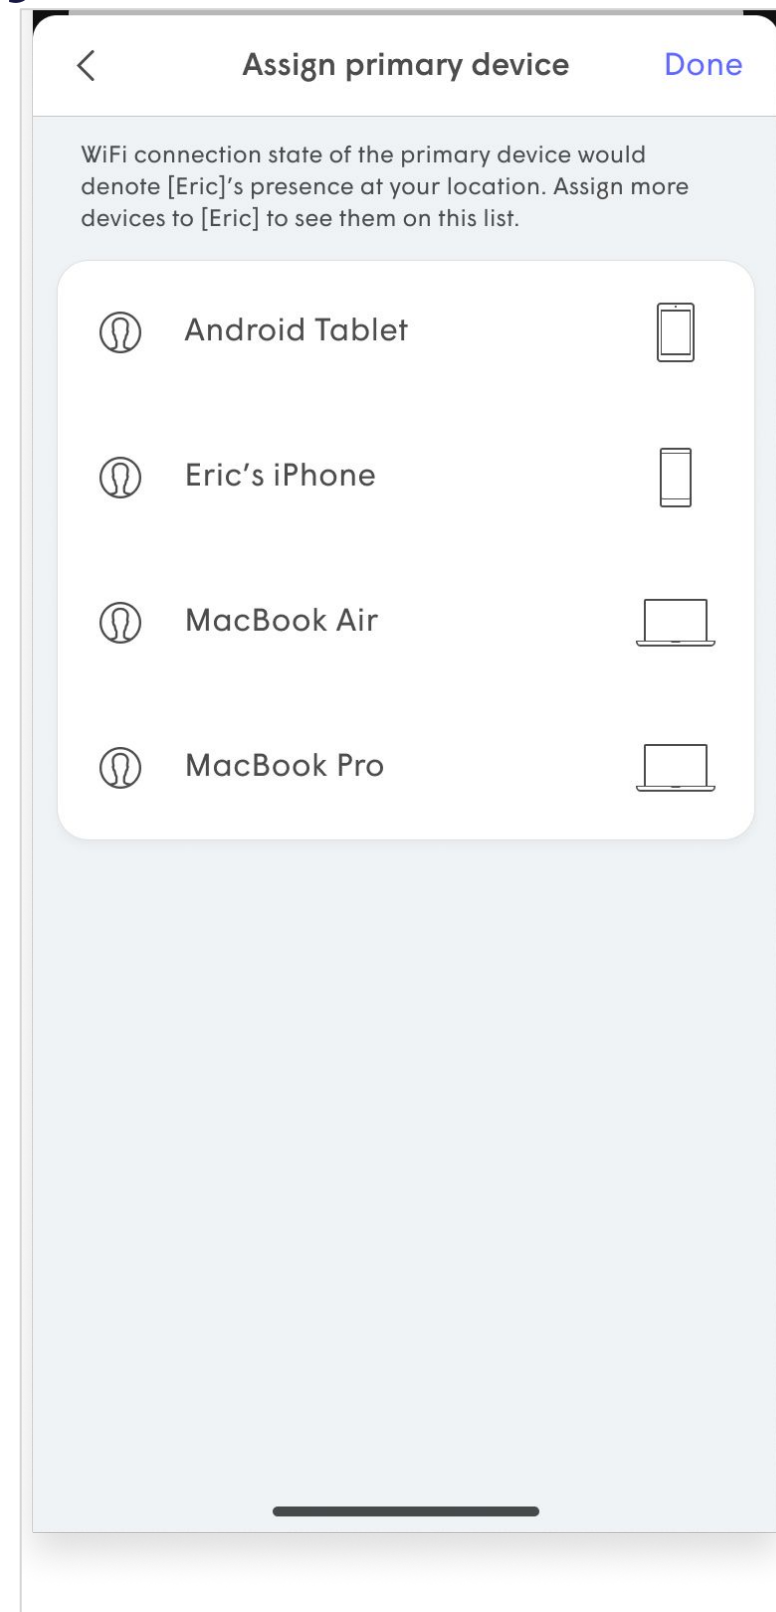 Assign primary device
Done
WiFi connection state of the primary device would
denote [Eric]'s presence at your location. Assign more
devices to [Eric] to see them on this list.
Android Tablet
Eric's iPhone
MacBook Air
MacBook Pro